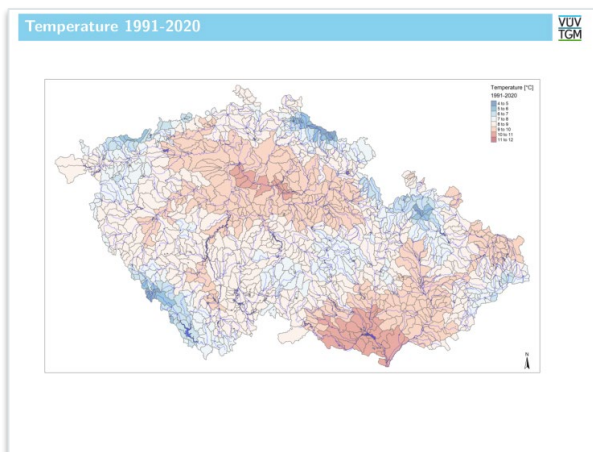 Temperature 1991-2020
VÚV
TGM
Temperature [°C]
1991-2020
4 to 5
5 to 6
6 to 7
7 to 8
8 to 9
9 to 10
10 to 11
11 to 12
N